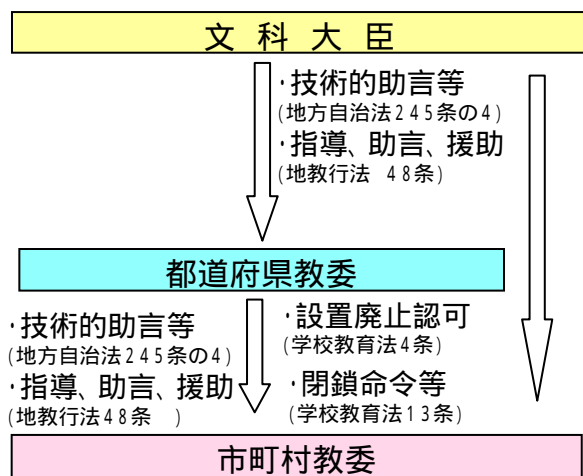 文科大臣
・技術的助言等
(地方自治法245条の4)
・指導、助言、援助
(地教行法 48条)
都道府県教委
・技術的助言等
(地方自治法245条の4)
・指導、助言、援助
(地教行法48条 )
・設置廃止認可
(学校教育法4条)
・閉鎖命令等
(学校教育法13条)
市町村教委